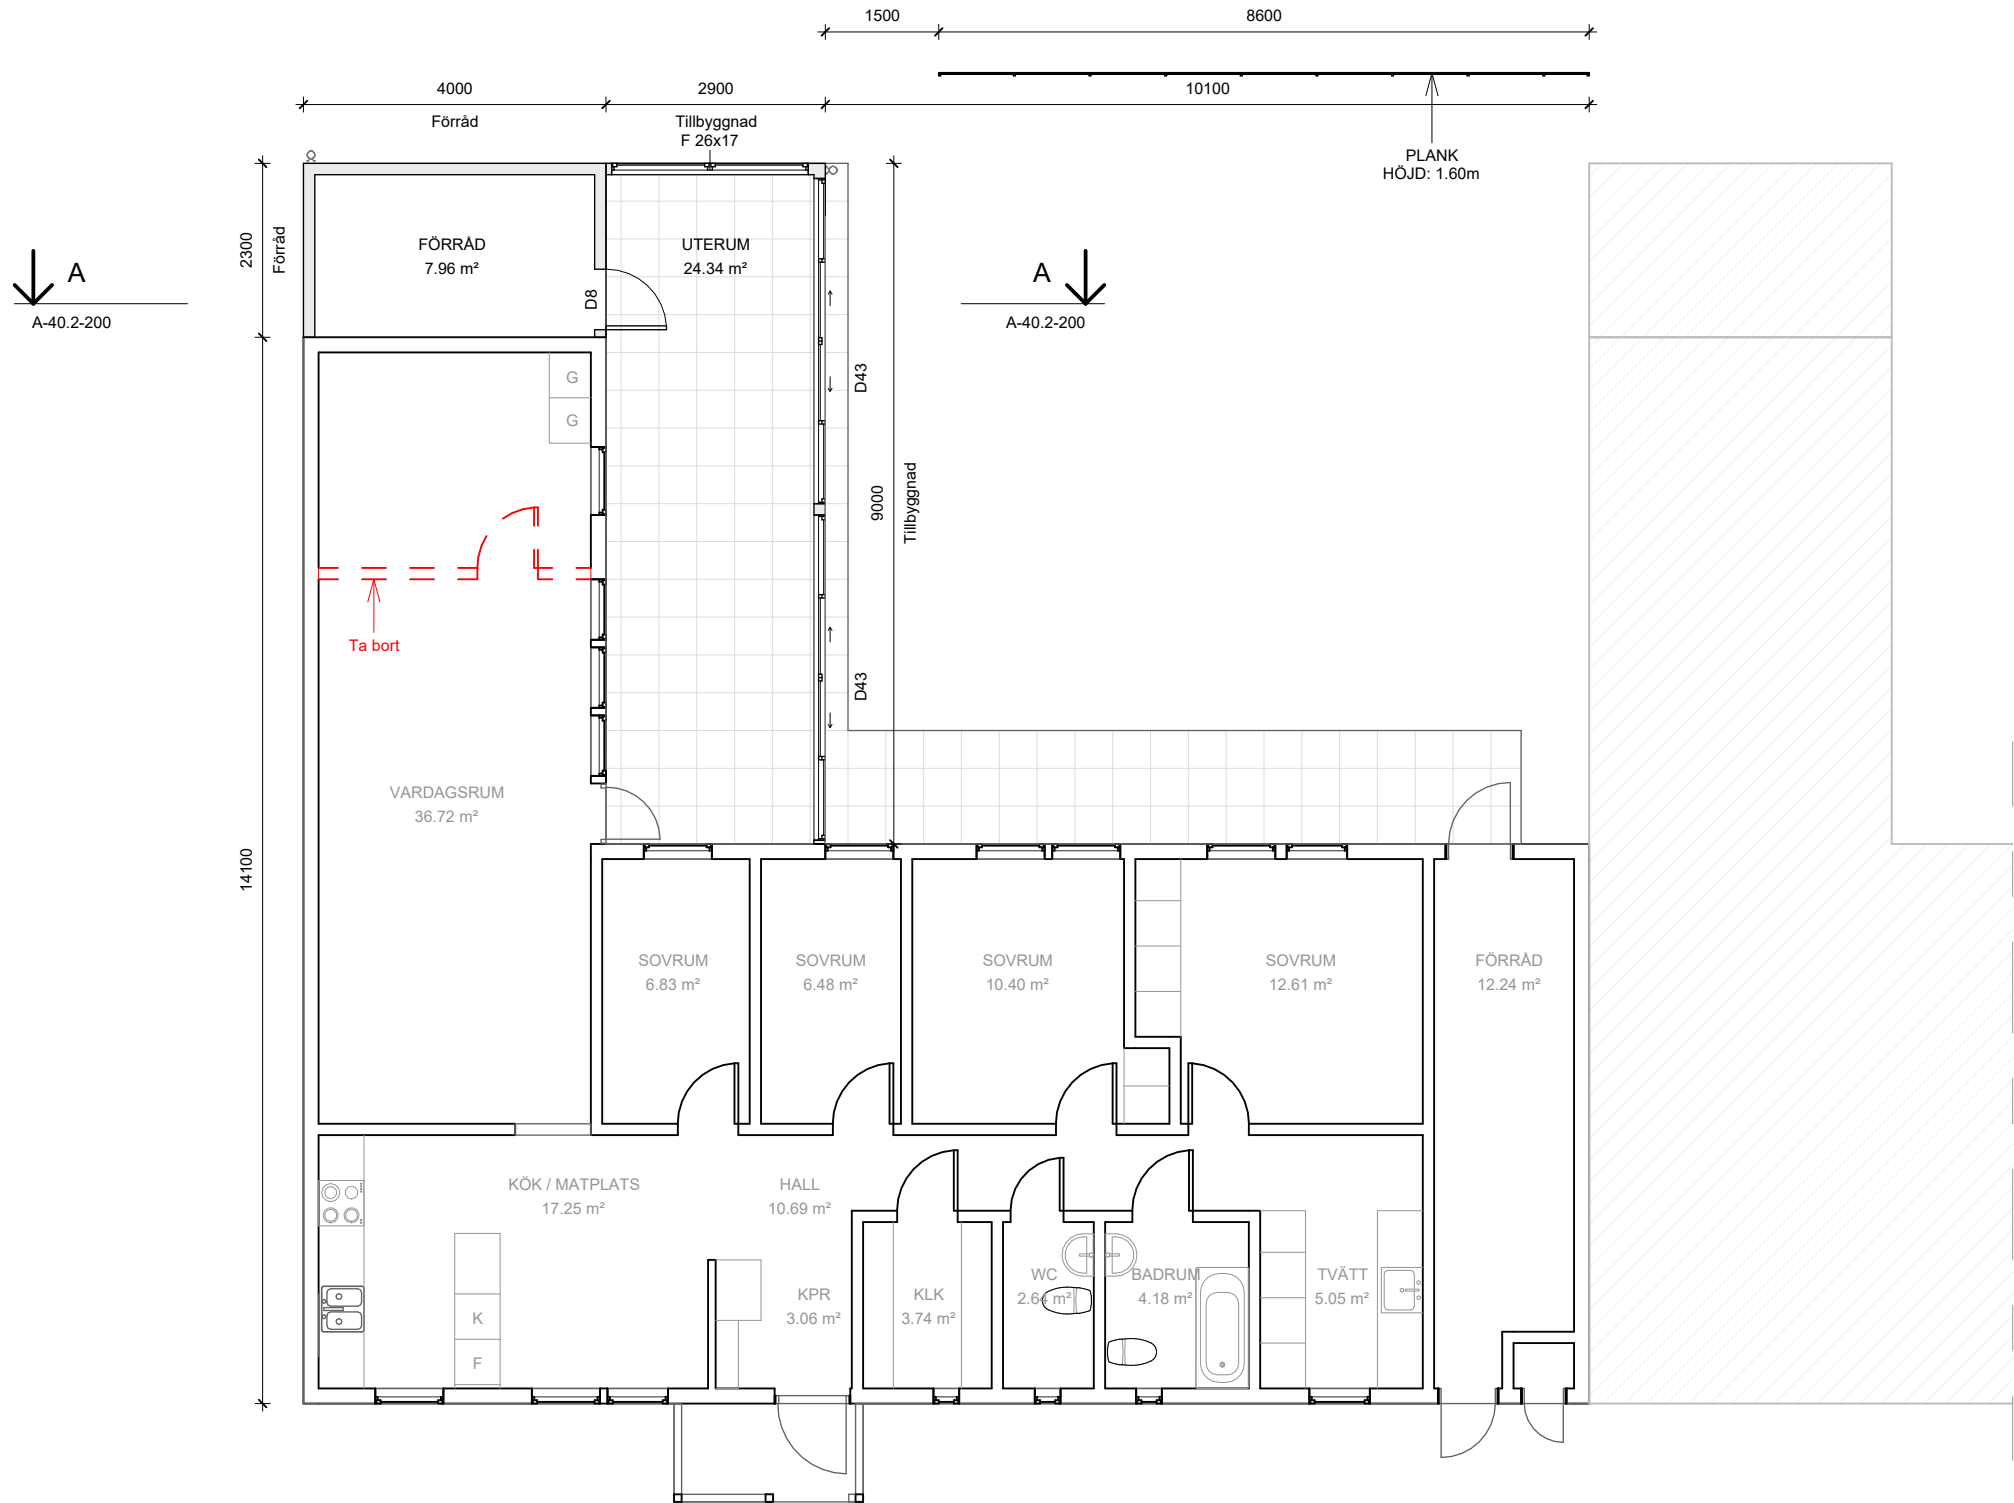 1500
8600
4000
2900
10100
Förråd
Tillbyggnad
F 26x17
PLANK
HÖJD: 1.60m
2300
Förråd
FÖRRÅD
7.96 m²
UTERUM
24.34 m²
A
A-40.2-200
A
A-40.2-200
D8
D43
G
G
9000
Tillbyggnad
Ta bort
D43
VARDAGSRUM
36.72 m²
14100
SOVRUM
6.83 m²
SOVRUM
6.48 m²
SOVRUM
10.40 m²
SOVRUM
12.61 m²
FÖRRÅD
12.24 m²
KÖK / MATPLATS
17.25 m²
HALL
10.69 m²
K
F
KPR
3.06 m²
KLK
3.74 m²
WC
2.64 m²
BADRUM
4.18 m²
TVÄTT
5.05 m²